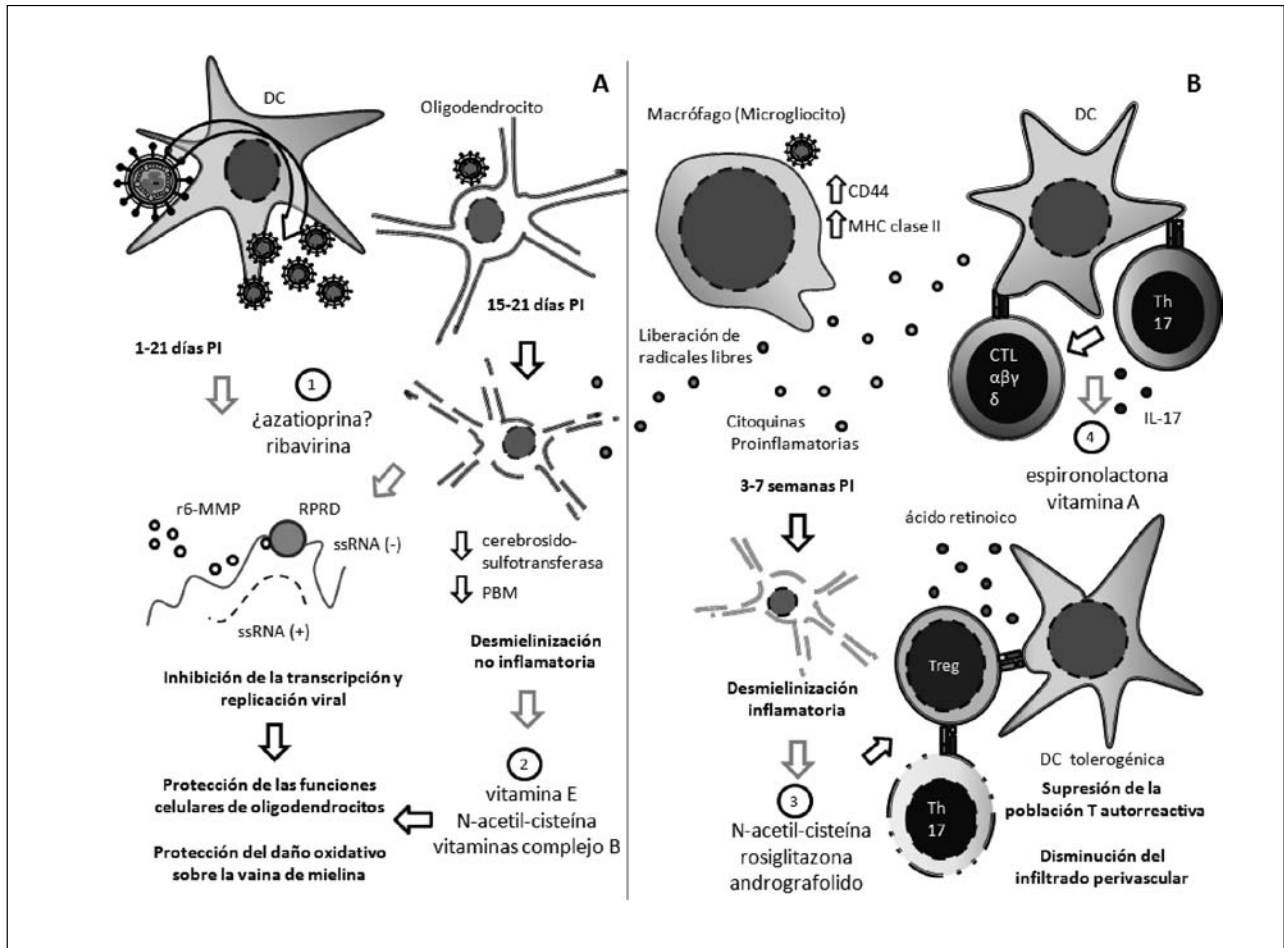 A
DC
Oligodendrocito
15-21 días PI
1-21 días PI
1
¿azatioprina?
ribavirina
r6-MMP
RPRD
ssRNA (-)
ssRNA (+)
cerebrosido-
sulfotransferasa
PBM
Inhibición de la transcripción y
replicación viral
Desmielinización
no inflamatoria
Protección de las funciones
celulares de oligodendrocitos
Protección del daño oxidativo
sobre la vaina de mielina
2
vitamina E
N-acetil-cisteína
vitaminas complejo B
B
Macrófago (Microgliocito)
CD44
MHC clase II
DC
Th
17
CTL
αβγ
δ
Liberación de
radicales libres
Citoquinas
Proinflamatorias
IL-17
4
espironolactona
vitamina A
3-7 semanas PI
ácido retinoico
Treg
Desmielinización
inflamatoria
DC tolerogénica
3
N-acetil-cisteína
rosiglitazona
andrografolido
Th
17
Supresión de la
población T autorreactiva
Disminución del
infiltrado perivascular